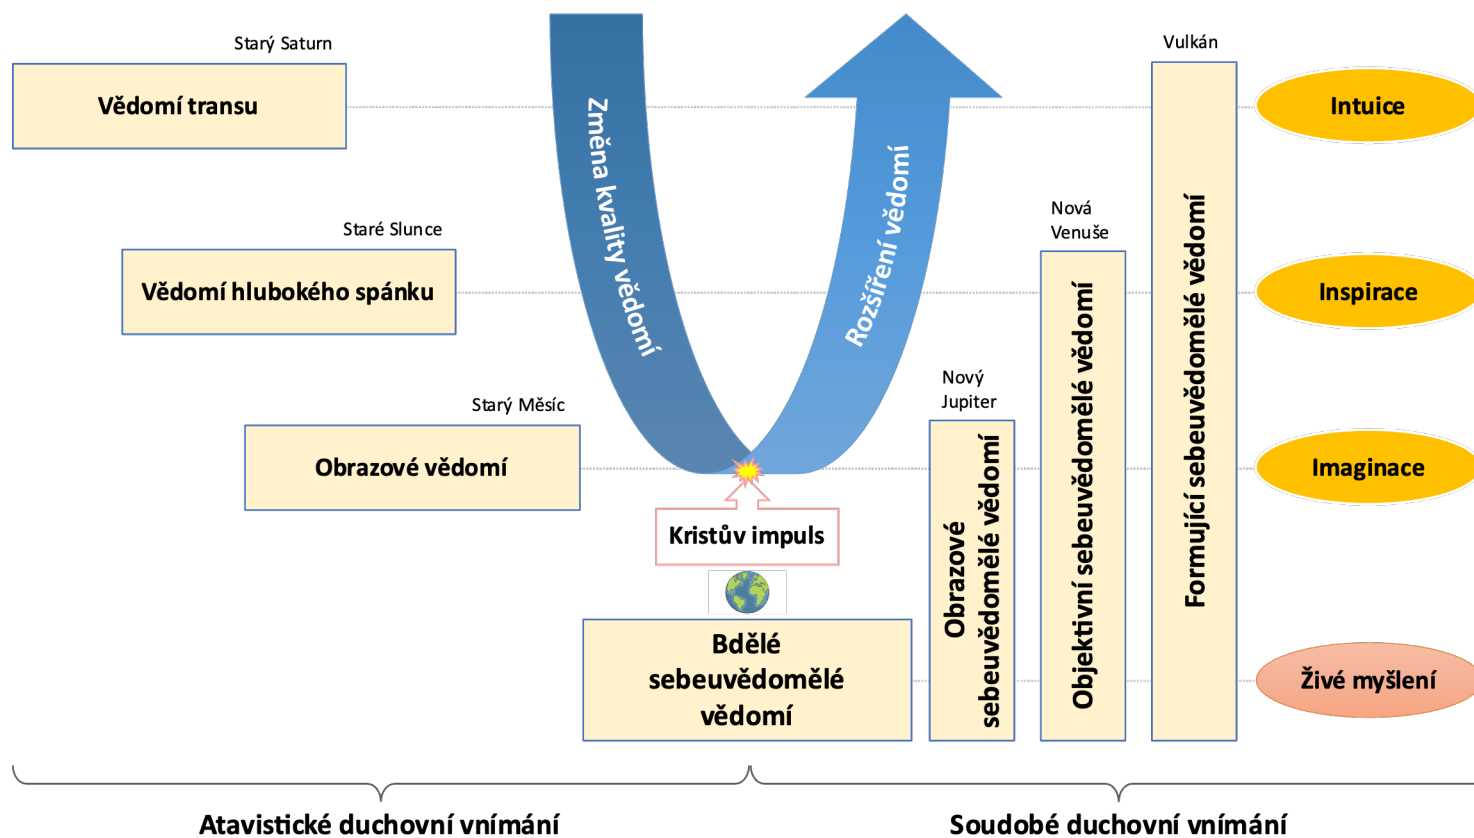 Starý Saturn
Vědomí transu
Staré Slunce
Vědomí hlubokého spánku
Starý Měsíc
Obrazové vědomí
Změna kvality vědomí
Rozšíření vědomí
Kristův impuls
Bdělé
sebeuvědomělé
vědomí
Nový
Jupiter
Obrazové
sebeuvědomělé vědomí
Nová
Venuše
Objektivní sebeuvědomělé vědomí
Vulkán
Formující sebeuvědomělé vědomí
Intuice
Inspirace
Imaginace
Živé myšlení
Atavistické duchovní vnímání
Soudobé duchovní vnímání